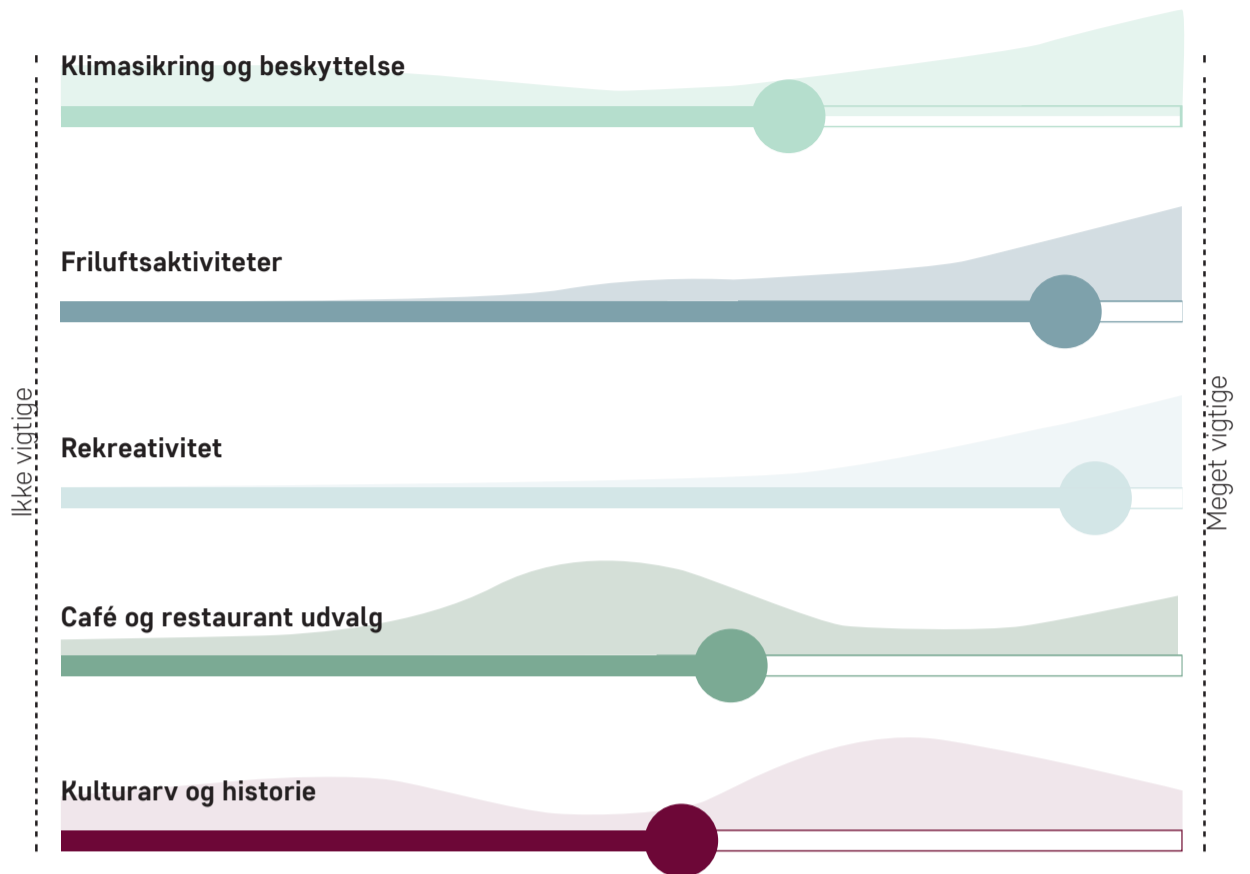 Klimasikring og beskyttelse
Friluftsaktiviteter
Ikke vigtige
Meget vigtige
Rekreativitet
Café og restaurant udvalg
Kulturarv og historie